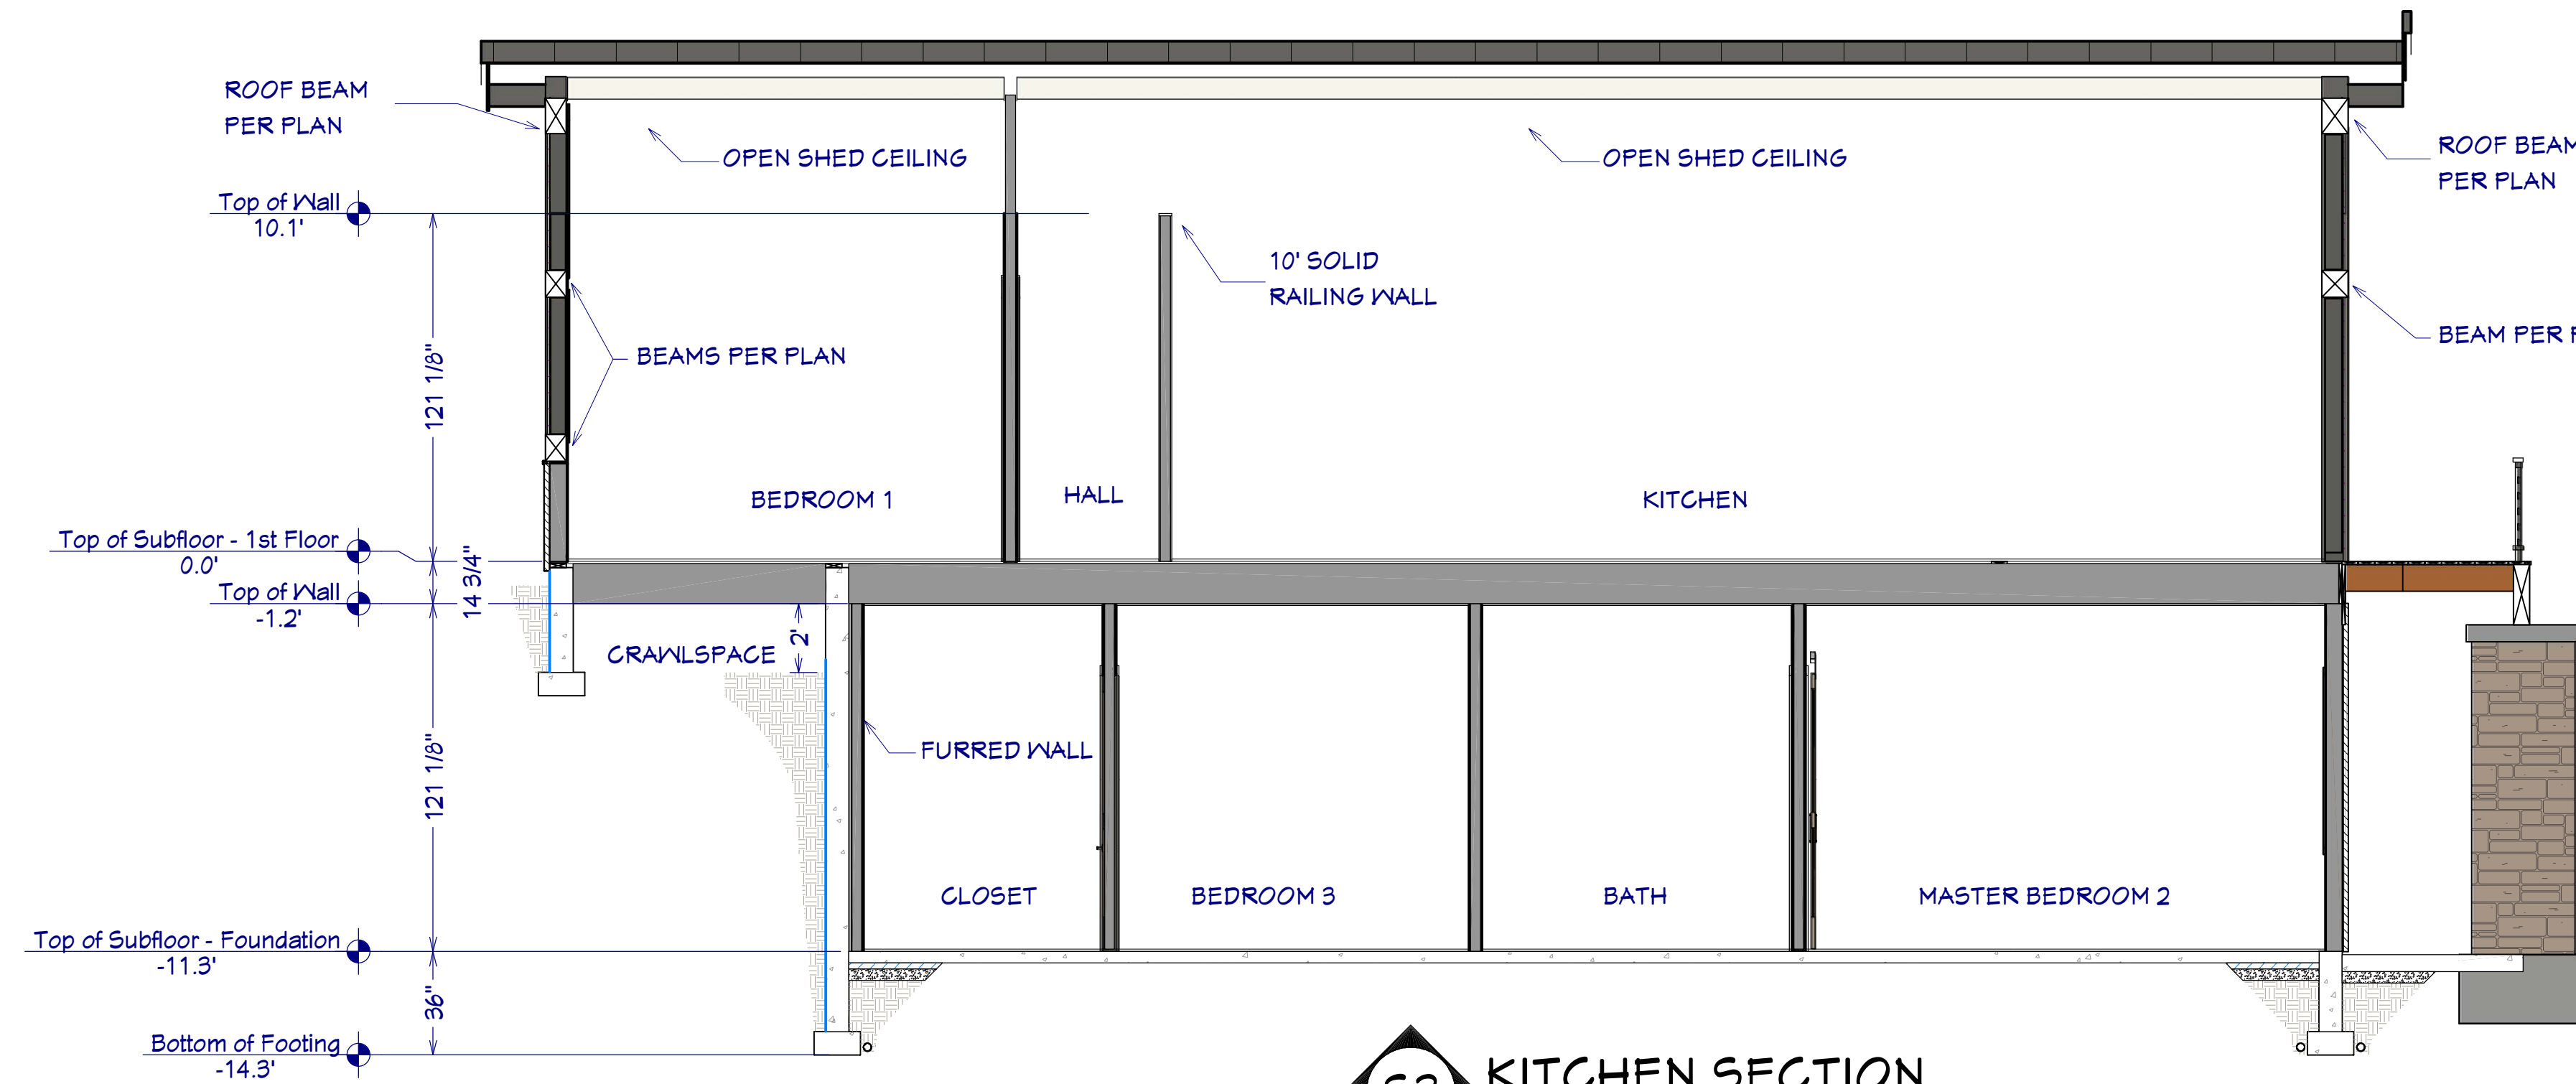 ROOF BEAM
PER PLAN
OPEN SHED CEILING
OPEN SHED CEILING
ROOF BEAM
PER PLAN
Top of Wall
10.1'
10' SOLID
RAILING WALL
BEAMS PER PLAN
BEAM PER
121 1/8"
BEDROOM 1
HALL
KITCHEN
Top of Subfloor - 1st Floor
0.0'
14 3/4"
Top of Wall
-1.2'
CRAWLSPACE
2'
FURRED WALL
121 1/8"
CLOSET
BEDROOM 3
BATH
MASTER BEDROOM 2
Top of Subfloor - Foundation
-11.3'
36"
Bottom of Footing
-14.3'
KITCHEN SECTION